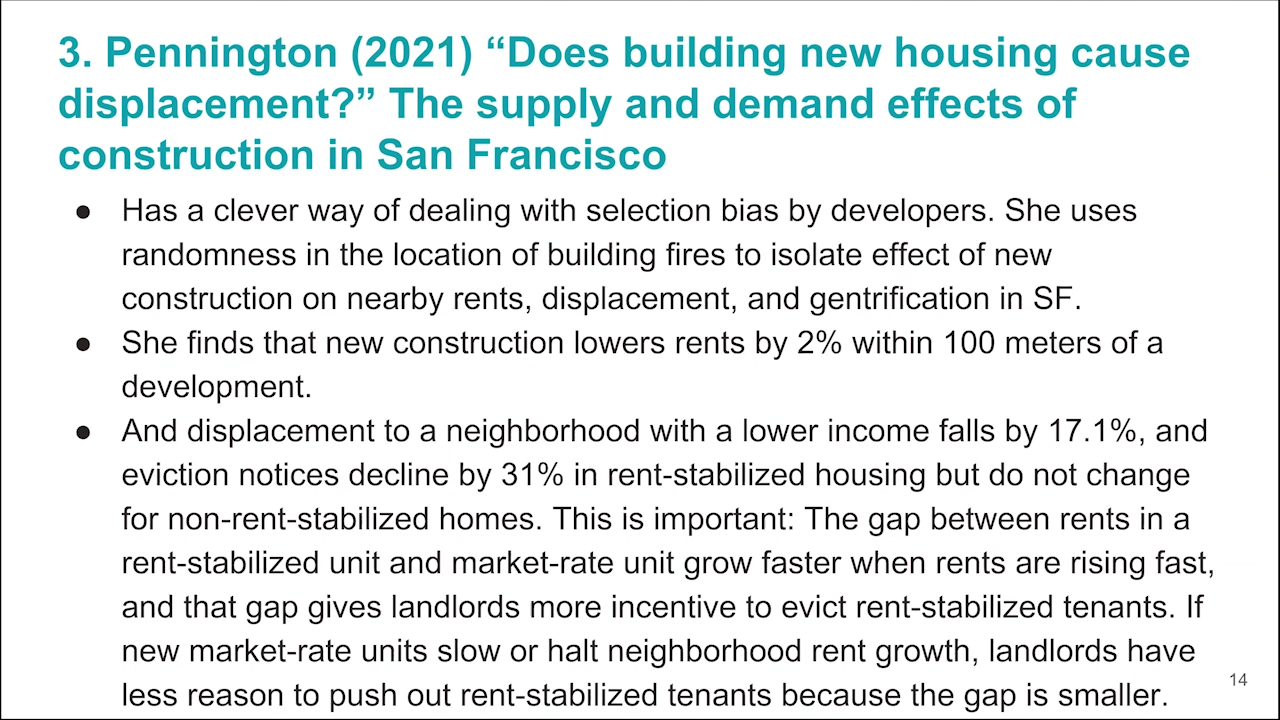 3. Pennington (2021) “Does building new housing cause
displacement?” The supply and demand effects of
construction in San Francisco
● Has a clever way of dealing with selection bias by developers. She uses
randomness in the location of building fires to isolate effect of new
construction on nearby rents, displacement, and gentrification in SF.
● She finds that new construction lowers rents by 2% within 100 meters of a
development.
● And displacement to a neighborhood with a lower income falls by 17.1%, and
eviction notices decline by 31% in rent-stabilized housing but do not change
for non-rent-stabilized homes. This is important: The gap between rents in a
rent-stabilized unit and market-rate unit grow faster when rents are rising fast,
and that gap gives landlords more incentive to evict rent-stabilized tenants. If
new market-rate units slow or halt neighborhood rent growth, landlords have
less reason to push out rent-stabilized tenants because the gap is smaller.
14